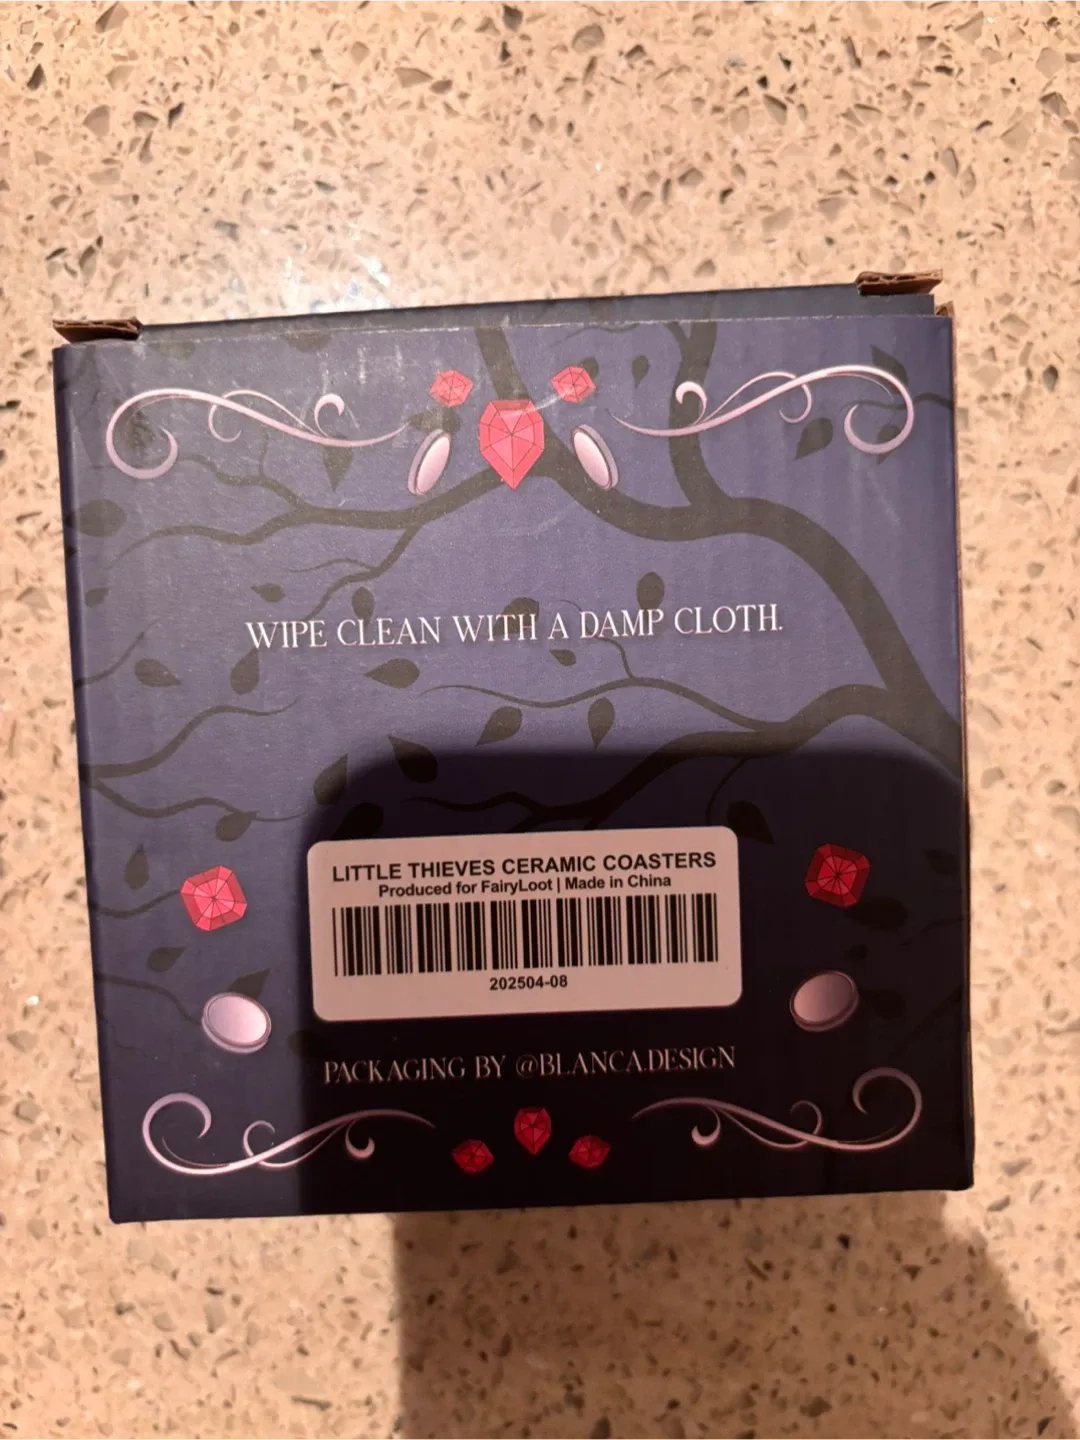 WIPE CLEAN WITH A DAMP CLOTH.
LITTLE THIEVES CERAMIC COASTERS
Produced for FairyLoot | Made in China
202504-08
PACKAGING BY @BLANCA.DESIGN